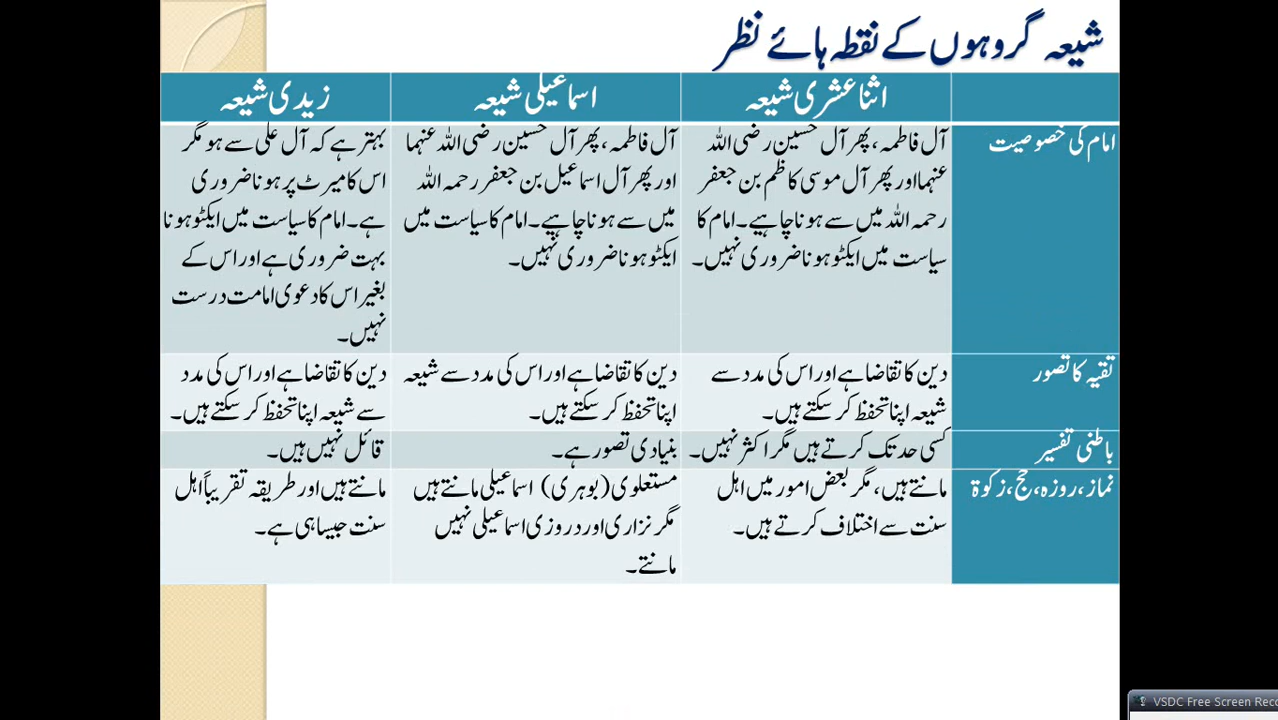 شیعہ گروہوں کے نقطہ ہائے نظر
اثنا عشری شیعہ
اسماعیلی شیعہ
زیدی شیعہ
امام کی خصوصیت
آل فاطمہ، پھر آل حسین رضی اللہ
عنہما اور پھر آل موسی کاظم بن جعفر
رحمہ اللہ میں سے ہونا چاہیے۔ امام کا
سیاست میں ایکٹو ہونا ضروری نہیں۔
آل فاطمہ، پھر آل حسین رضی اللہ عنہما
اور پھر آل اسماعیل بن جعفر رحمہ اللہ
میں سے ہونا چاہیے۔ امام کا سیاست میں
ایکٹو ہونا ضروری نہیں۔
بہتر ہے کہ آل علی سے ہو مگر
اس کا میرٹ پر ہونا ضروری
ہے۔ امام کا سیاست میں ایکٹو ہونا
بہت ضروری ہے اور اس کے
بغیر اس کا دعوی امامت درست
نہیں۔
تقیہ کا تصور
دین کا تقاضا ہے اور اس کی مدد سے
شیعہ اپنا تحفظ کر سکتے ہیں۔
دین کا تقاضا ہے اور اس کی مدد سے شیعہ
اپنا تحفظ کر سکتے ہیں۔
دین کا تقاضا ہے اور اس کی مدد
سے شیعہ اپنا تحفظ کر سکتے ہیں۔
باطنی تفسیر
کسی حد تک کرتے ہیں مگر اکثر نہیں۔
بنیادی تصور ہے۔
قائل نہیں ہیں۔
نماز، روزہ، حج، زکوۃ
مانتے ہیں، مگر بعض امور میں اہل
سنت سے اختلاف کرتے ہیں۔
مستعلوی (بوہری) اسماعیلی مانتے ہیں
مگر نزاری اور دروزی اسماعیلی نہیں
مانتے۔
مانتے ہیں اور طریقہ تقریباً اہل
سنت جیسا ہی ہے۔
VSDC Free Screen Reco